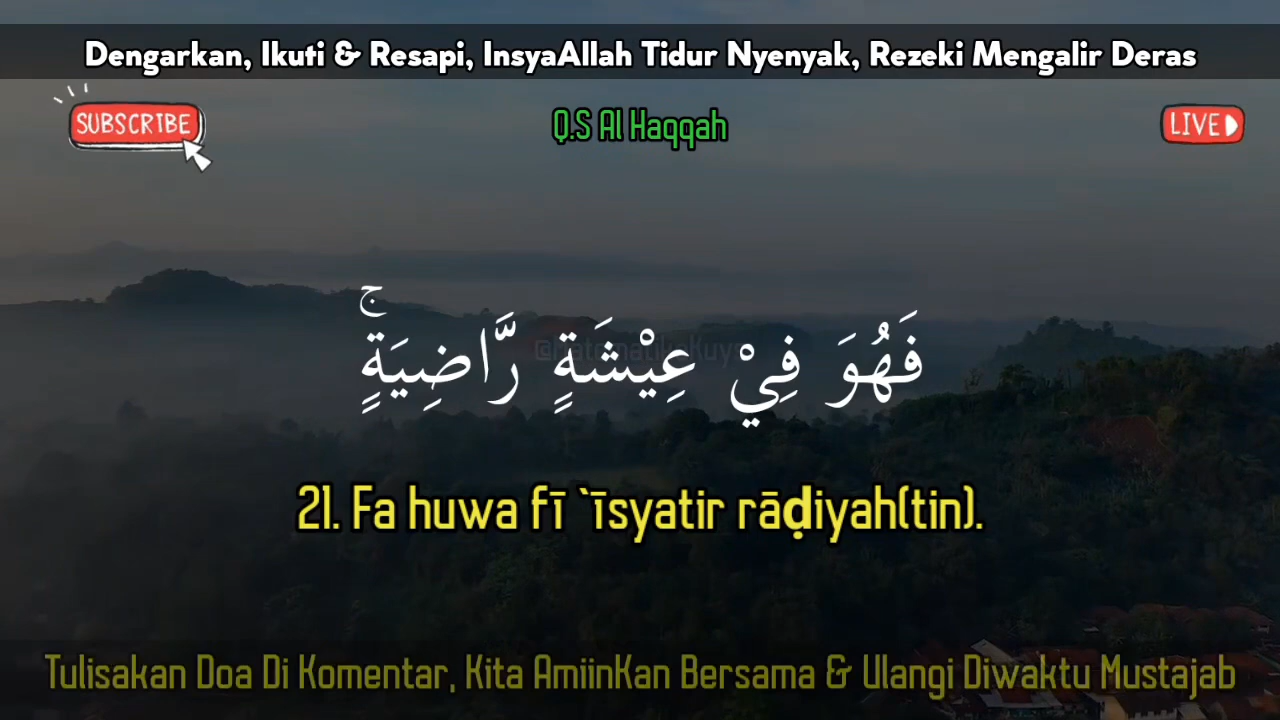 Dengarkan, Ikuti & Resapi, InsyaAllah Tidur Nyenyak, Rezeki Mengalir Deras
SUBSCRIBE
Q.S Al Haqqah
LIVE
فَهُوَ فِيْ عِيْشَةٍ رَّاضِيَةٍۚ
21. Fa huwa fī `īsyatir rāḍiyah(tin).
Tulisakan Doa Di Komentar, Kita AmiinKan Bersama & Ulangi Diwaktu Mustajab